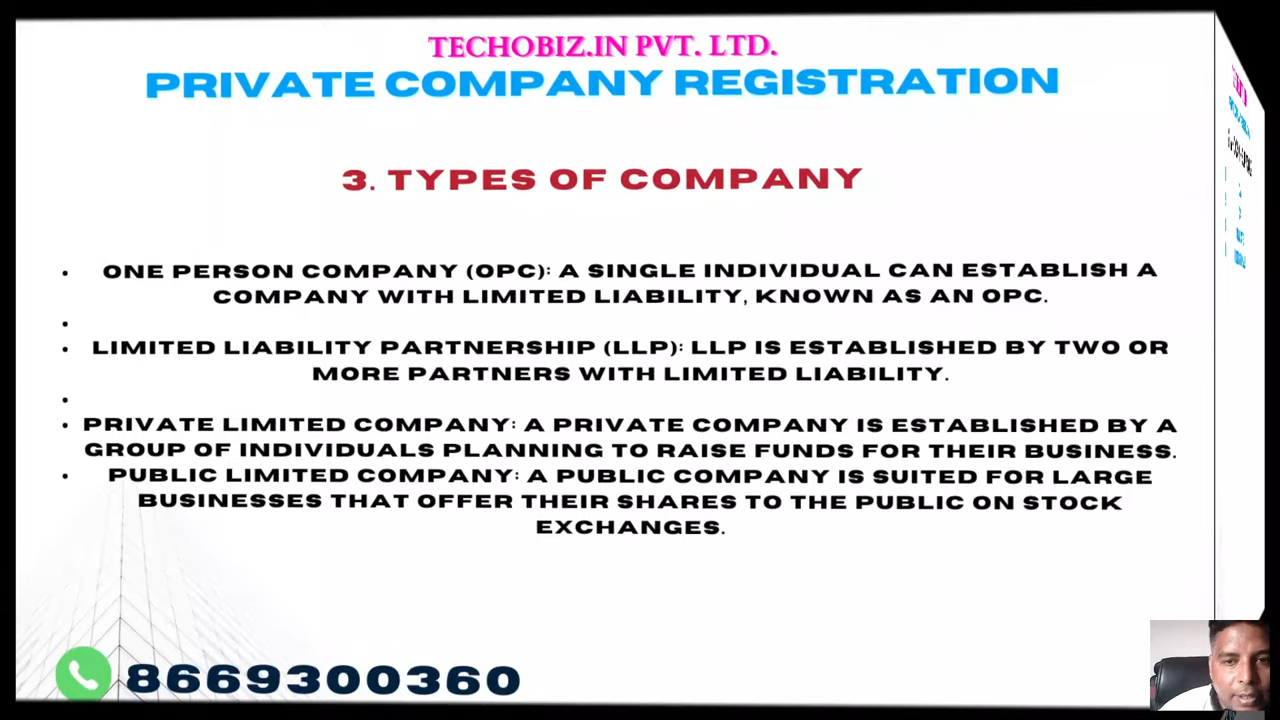 TECHOBIZ.IN PVT. LTD.
PRIVATE COMPANY REGISTRATION
3. TYPES OF COMPANY
• ONE PERSON COMPANY (OPC): A SINGLE INDIVIDUAL CAN ESTABLISH A
COMPANY WITH LIMITED LIABILITY, KNOWN AS AN OPC.
•
• LIMITED LIABILITY PARTNERSHIP (LLP): LLP IS ESTABLISHED BY TWO OR
MORE PARTNERS WITH LIMITED LIABILITY.
•
• PRIVATE LIMITED COMPANY: A PRIVATE COMPANY IS ESTABLISHED BY A
GROUP OF INDIVIDUALS PLANNING TO RAISE FUNDS FOR THEIR BUSINESS.
• PUBLIC LIMITED COMPANY: A PUBLIC COMPANY IS SUITED FOR LARGE
BUSINESSES THAT OFFER THEIR SHARES TO THE PUBLIC ON STOCK
EXCHANGES.
8669300360